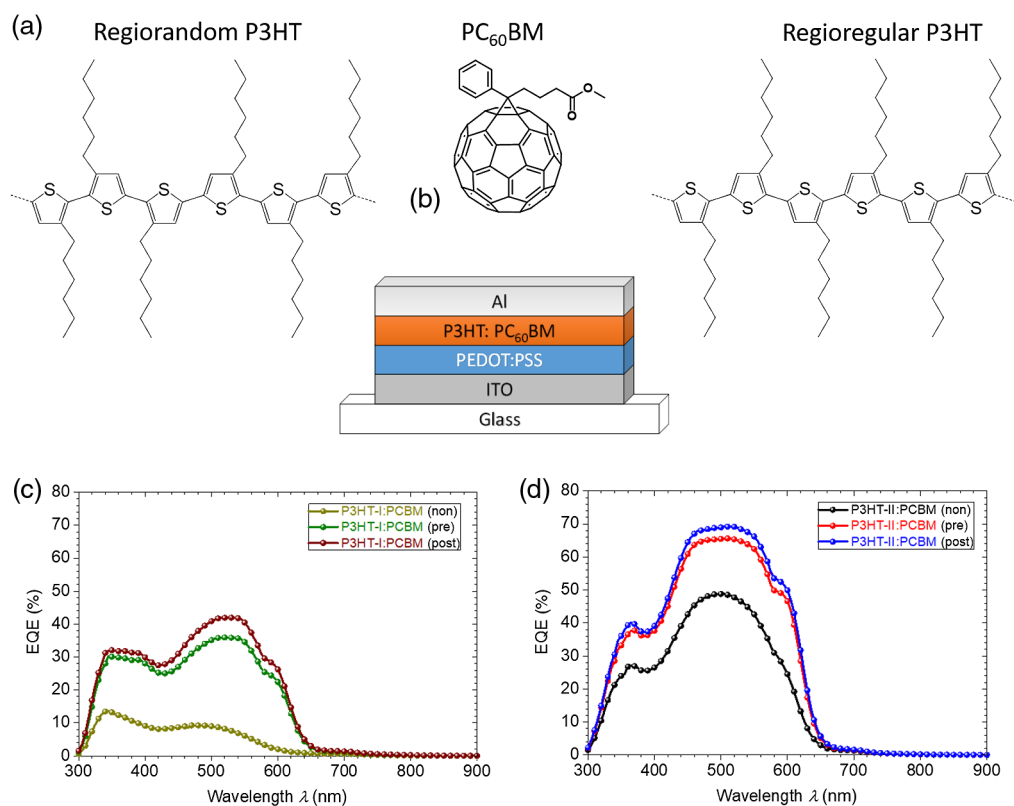 (a)
Regiorandom P3HT
PC60BM
Regioregular P3HT
O
O
S
S
S
S
S
S
(b)
S
S
S
S
S
S
Al
P3HT: PC60BM
PEDOT:PSS
ITO
Glass
(c)
P3HT-I:PCBM (non)
P3HT-I:PCBM (pre)
P3HT-I:PCBM (post)
EQE (%)
80
70
60
50
40
30
20
10
0
300 400 500 600 700 800 900
Wavelength λ (nm)
(d)
P3HT-II:PCBM (non)
P3HT-II:PCBM (pre)
P3HT-II:PCBM (post)
EQE (%)
80
70
60
50
40
30
20
10
0
300 400 500 600 700 800 900
Wavelength λ (nm)